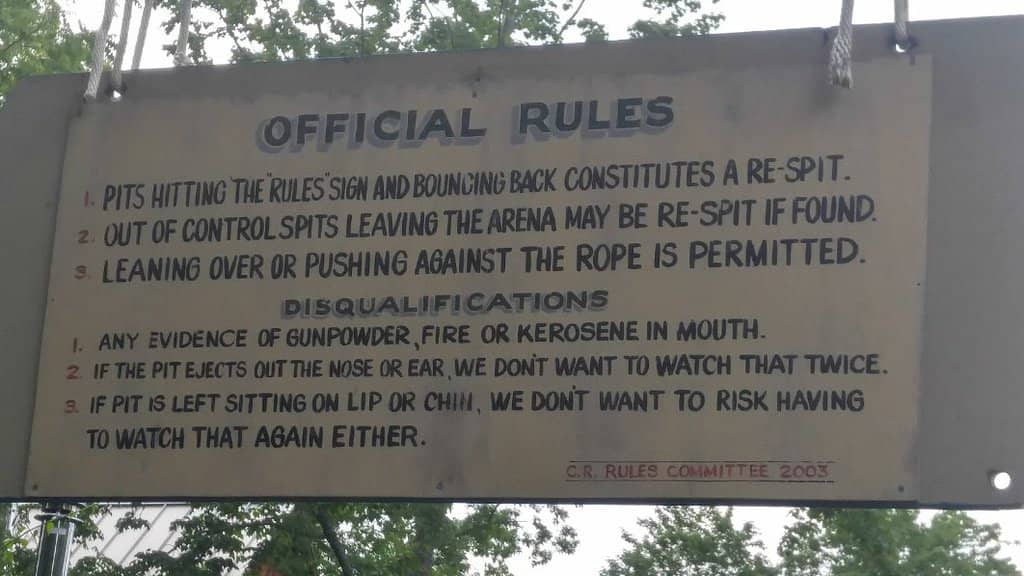 OFFICIAL RULES
1. PITS HITTING THE "RULES" SIGN AND BOUNCING BACK CONSTITUTES A RE-SPIT.
2. OUT OF CONTROL SPITS LEAVING THE ARENA MAY BE RE-SPIT IF FOUND.
3. LEANING OVER OR PUSHING AGAINST THE ROPE IS PERMITTED.
DISQUALIFICATIONS
1. ANY EVIDENCE OF GUNPOWDER, FIRE OR KEROSENE IN MOUTH.
2. IF THE PIT EJECTS OUT THE NOSE OR EAR, WE DON'T WANT TO WATCH THAT TWICE.
3. IF PIT IS LEFT SITTING ON LIP OR CHIN, WE DON'T WANT TO RISK HAVING
TO WATCH THAT AGAIN EITHER.
C.R. RULES COMMITTEE 2003